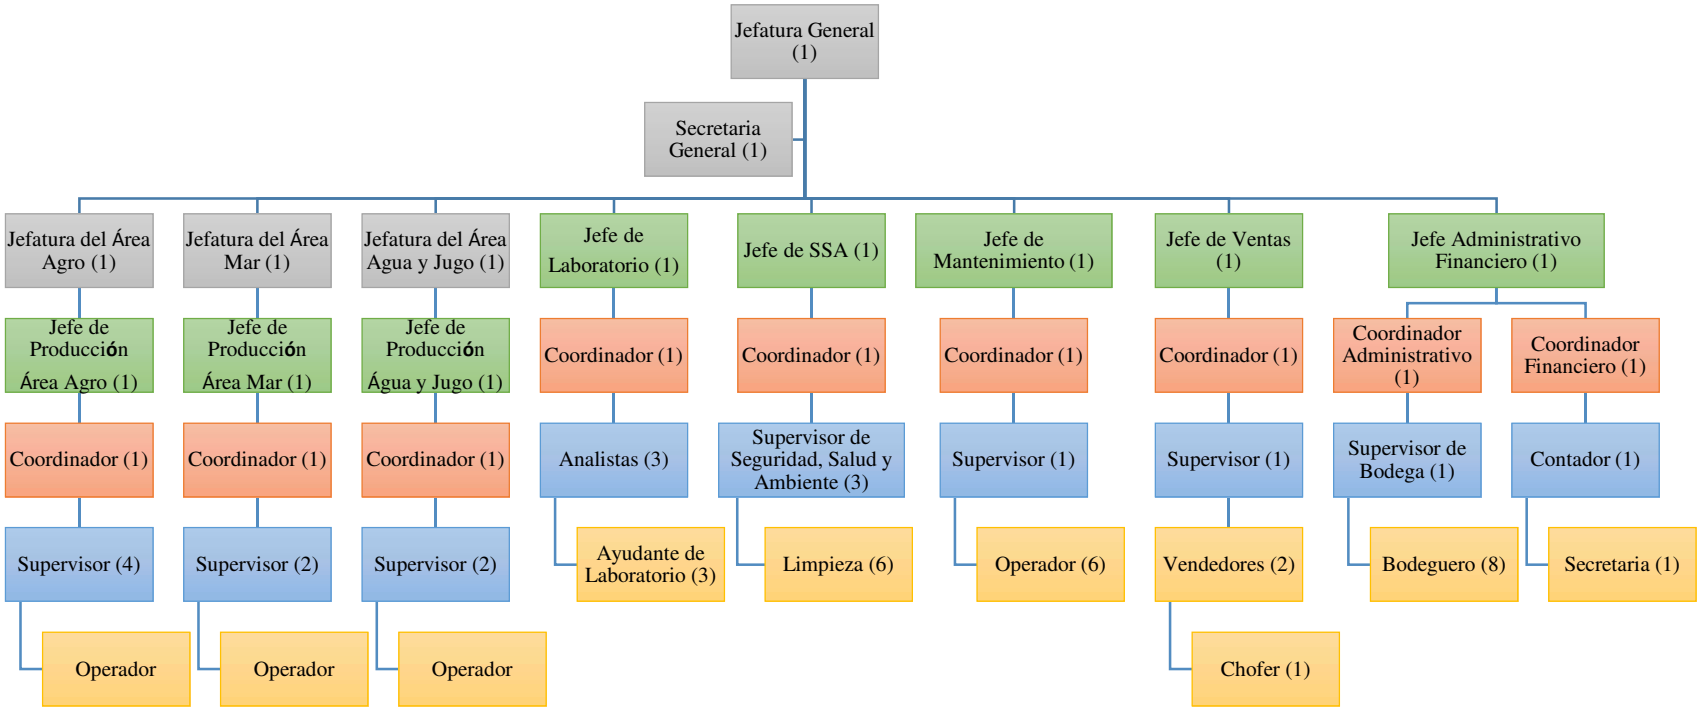 Jefatura General
(1)
Secretaria
General (1)
Jefatura del Área
Agro (1)
Jefatura del Área
Mar (1)
Jefatura del Área
Agua y Jugo (1)
Jefe de
Laboratorio (1)
Jefe de SSA (1)
Jefe de
Mantenimiento (1)
Jefe de Ventas
(1)
Jefe Administrativo
Financiero (1)
Jefe de
Producción
Área Agro (1)
Jefe de
Producción
Área Mar (1)
Jefe de
Producción
Água y Jugo (1)
Coordinador (1)
Coordinador (1)
Coordinador (1)
Coordinador (1)
Coordinador
Administrativo
(1)
Coordinador
Financiero (1)
Coordinador (1)
Coordinador (1)
Coordinador (1)
Analistas (3)
Supervisor de
Seguridad, Salud y
Ambiente (3)
Supervisor (1)
Supervisor (1)
Supervisor de
Bodega (1)
Contador (1)
Supervisor (4)
Supervisor (2)
Supervisor (2)
Ayudante de
Laboratorio (3)
Limpieza (6)
Operador (6)
Vendedores (2)
Bodeguero (8)
Secretaria (1)
Operador
Operador
Operador
Chofer (1)